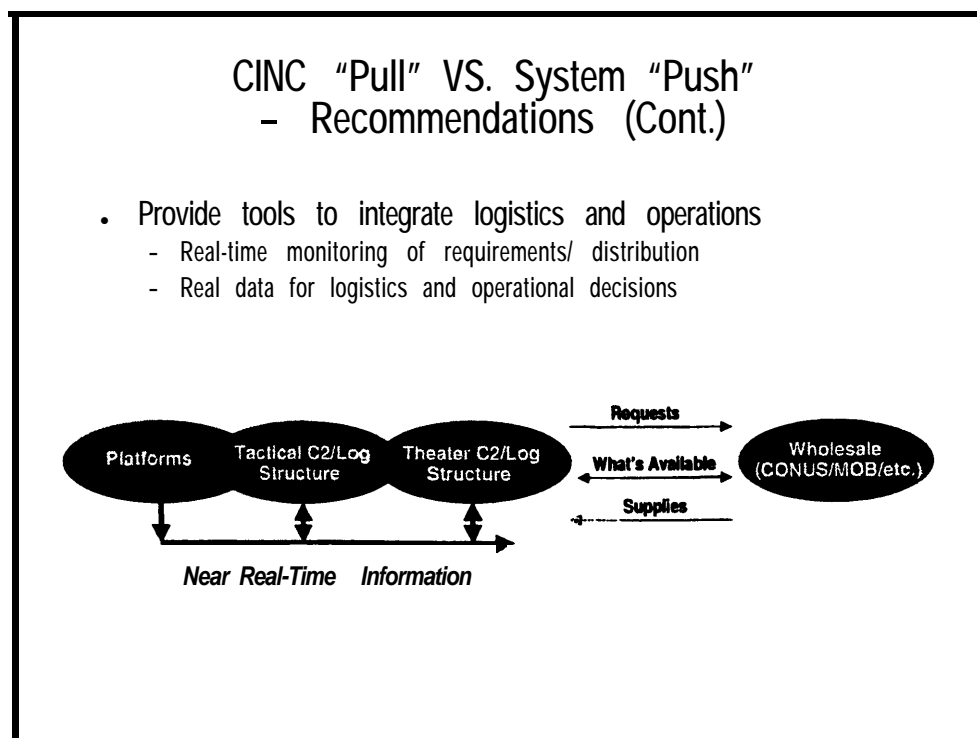 CINC “Pull” VS. System “Push”
– Recommendations (Cont.)
• Provide tools to integrate logistics and operations
– Real-time monitoring of requirements/ distribution
– Real data for logistics and operational decisions
Platforms
Tactical C2/Log
Structure
Theater C2/Log
Structure
Requests
What's Available
Supplies
Wholesale
(CONUS/MOB/etc.)
Near Real-Time Information